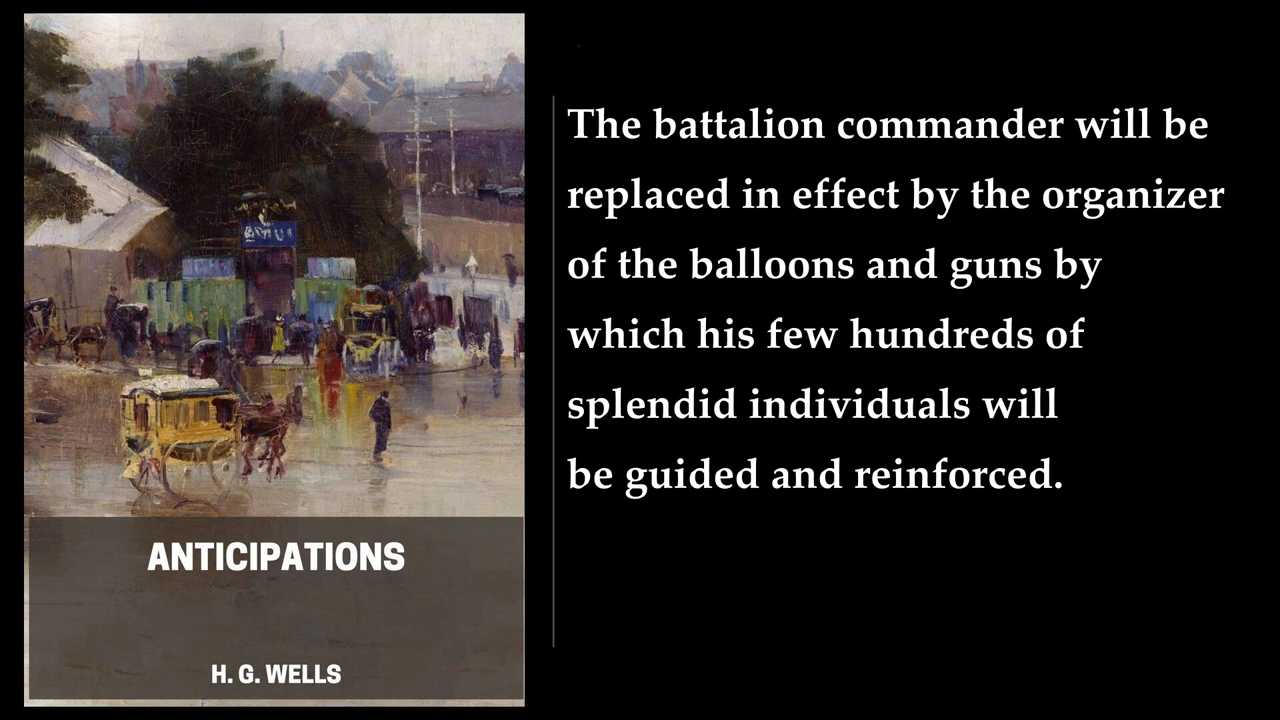 The battalion commander will be
replaced in effect by the organizer
of the balloons and guns by
which his few hundreds of
splendid individuals will
be guided and reinforced.
ANTICIPATIONS
H. G. WELLS